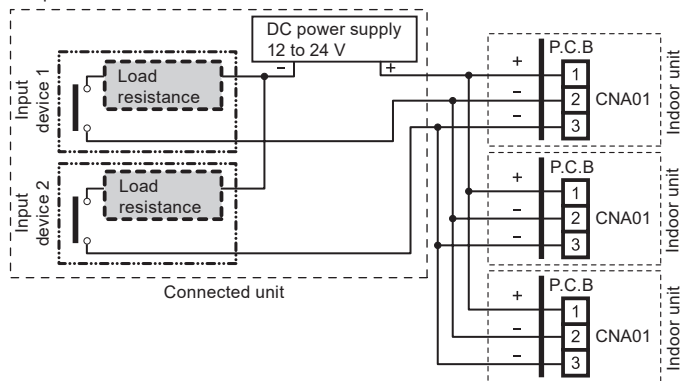 DC power supply
12 to 24 V
−
+
Input
device 1
Load
resistance
Input
device 2
Load
resistance
Connected unit
P.C.B
+
−
−
1
2
3
CNA01
Indoor unit
P.C.B
+
−
−
1
2
3
CNA01
Indoor unit
P.C.B
+
−
−
1
2
3
CNA01
Indoor unit